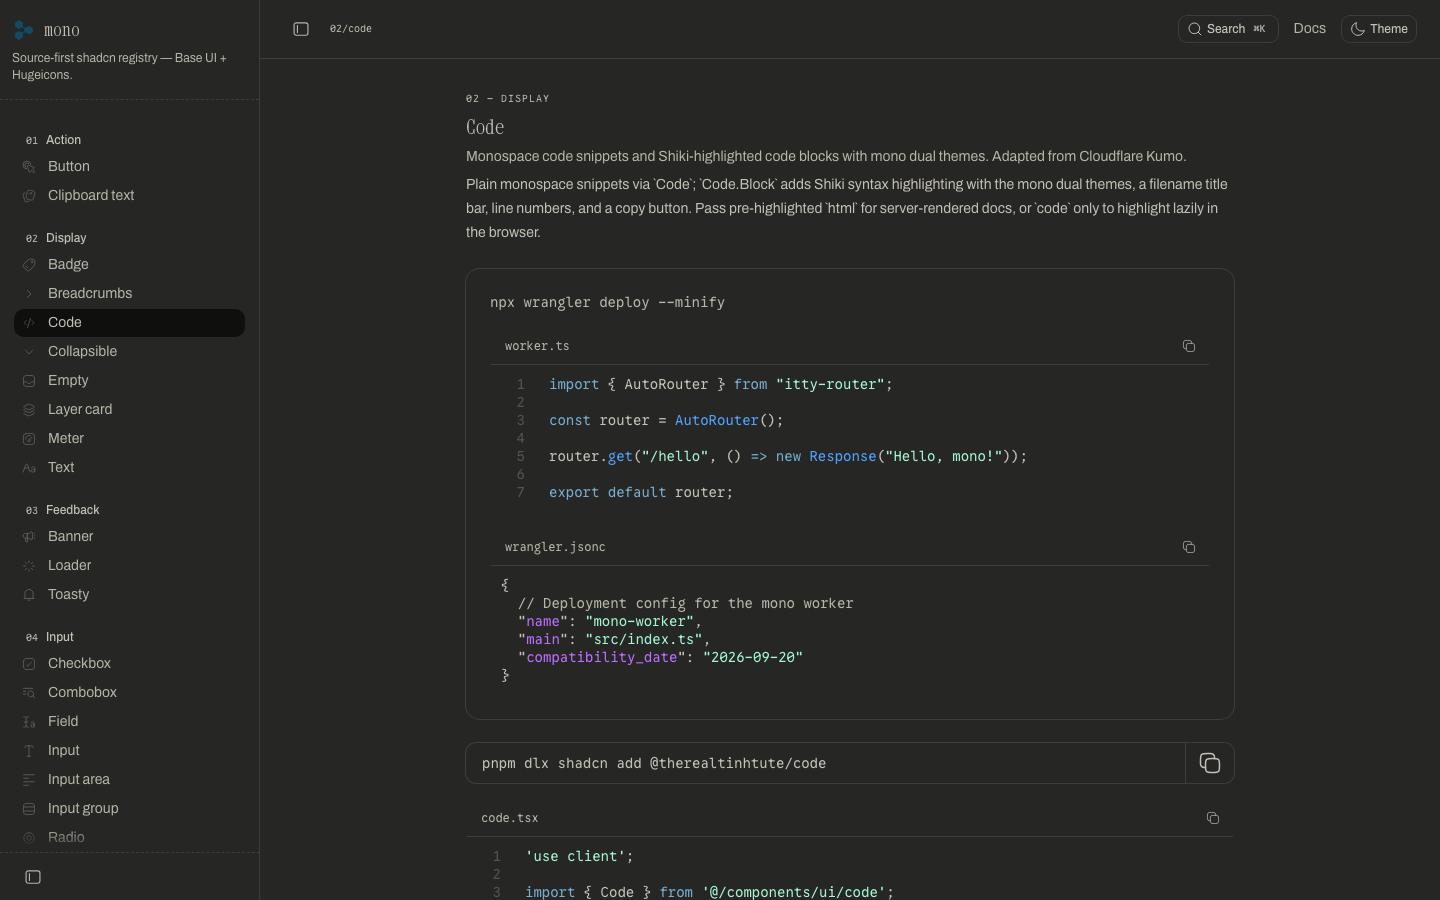 mono
Source-first shadcn registry — Base UI +
Hugeicons.
01 Action
Button
Clipboard text
02 Display
Badge
Breadcrumbs
Code
Collapsible
Empty
Layer card
Meter
Text
03 Feedback
Banner
Loader
Toasty
04 Input
Checkbox
Combobox
Field
Input
Input area
Input group
Radio
02/code
Search ⌘K
Docs
Theme
02 — DISPLAY
Code
Monospace code snippets and Shiki-highlighted code blocks with mono dual themes. Adapted from Cloudflare Kumo.
Plain monospace snippets via `Code`; `Code.Block` adds Shiki syntax highlighting with the mono dual themes, a filename title
bar, line numbers, and a copy button. Pass pre-highlighted `html` for server-rendered docs, or `code` only to highlight lazily in
the browser.
npx wrangler deploy --minify
worker.ts
1 import { AutoRouter } from "itty-router";
2
3 const router = AutoRouter();
4
5 router.get("/hello", () => new Response("Hello, mono!"));
6
7 export default router;
wrangler.jsonc
{
// Deployment config for the mono worker
"name": "mono-worker",
"main": "src/index.ts",
"compatibility_date": "2026-09-20"
}
pnpm dlx shadcn add @therealtinhtute/code
code.tsx
1 'use client';
2
3 import { Code } from '@/components/ui/code';